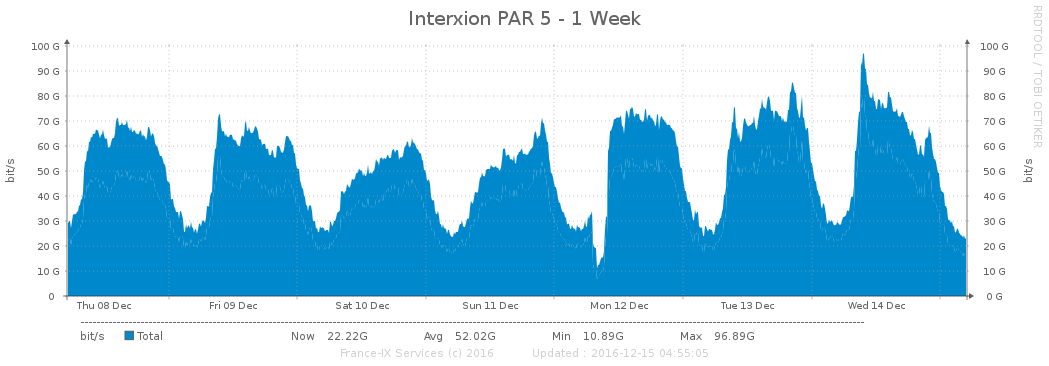 Interxion PAR 5 - 1 Week
RRDTOOL / TOBI OETIKER
bit/s
100 G 100 G
90 G 90 G
80 G 80 G
70 G 70 G
60 G 60 G
50 G 50 G
40 G 40 G
30 G 30 G
20 G 20 G
10 G 10 G
0 0 G
bit/s
Thu 08 Dec Fri 09 Dec Sat 10 Dec Sun 11 Dec Mon 12 Dec Tue 13 Dec Wed 14 Dec
bit/s Total Now 22.22G Avg 52.02G Min 10.89G Max 96.89G
France-IX Services (c) 2016 Updated : 2016-12-15 04:55:05